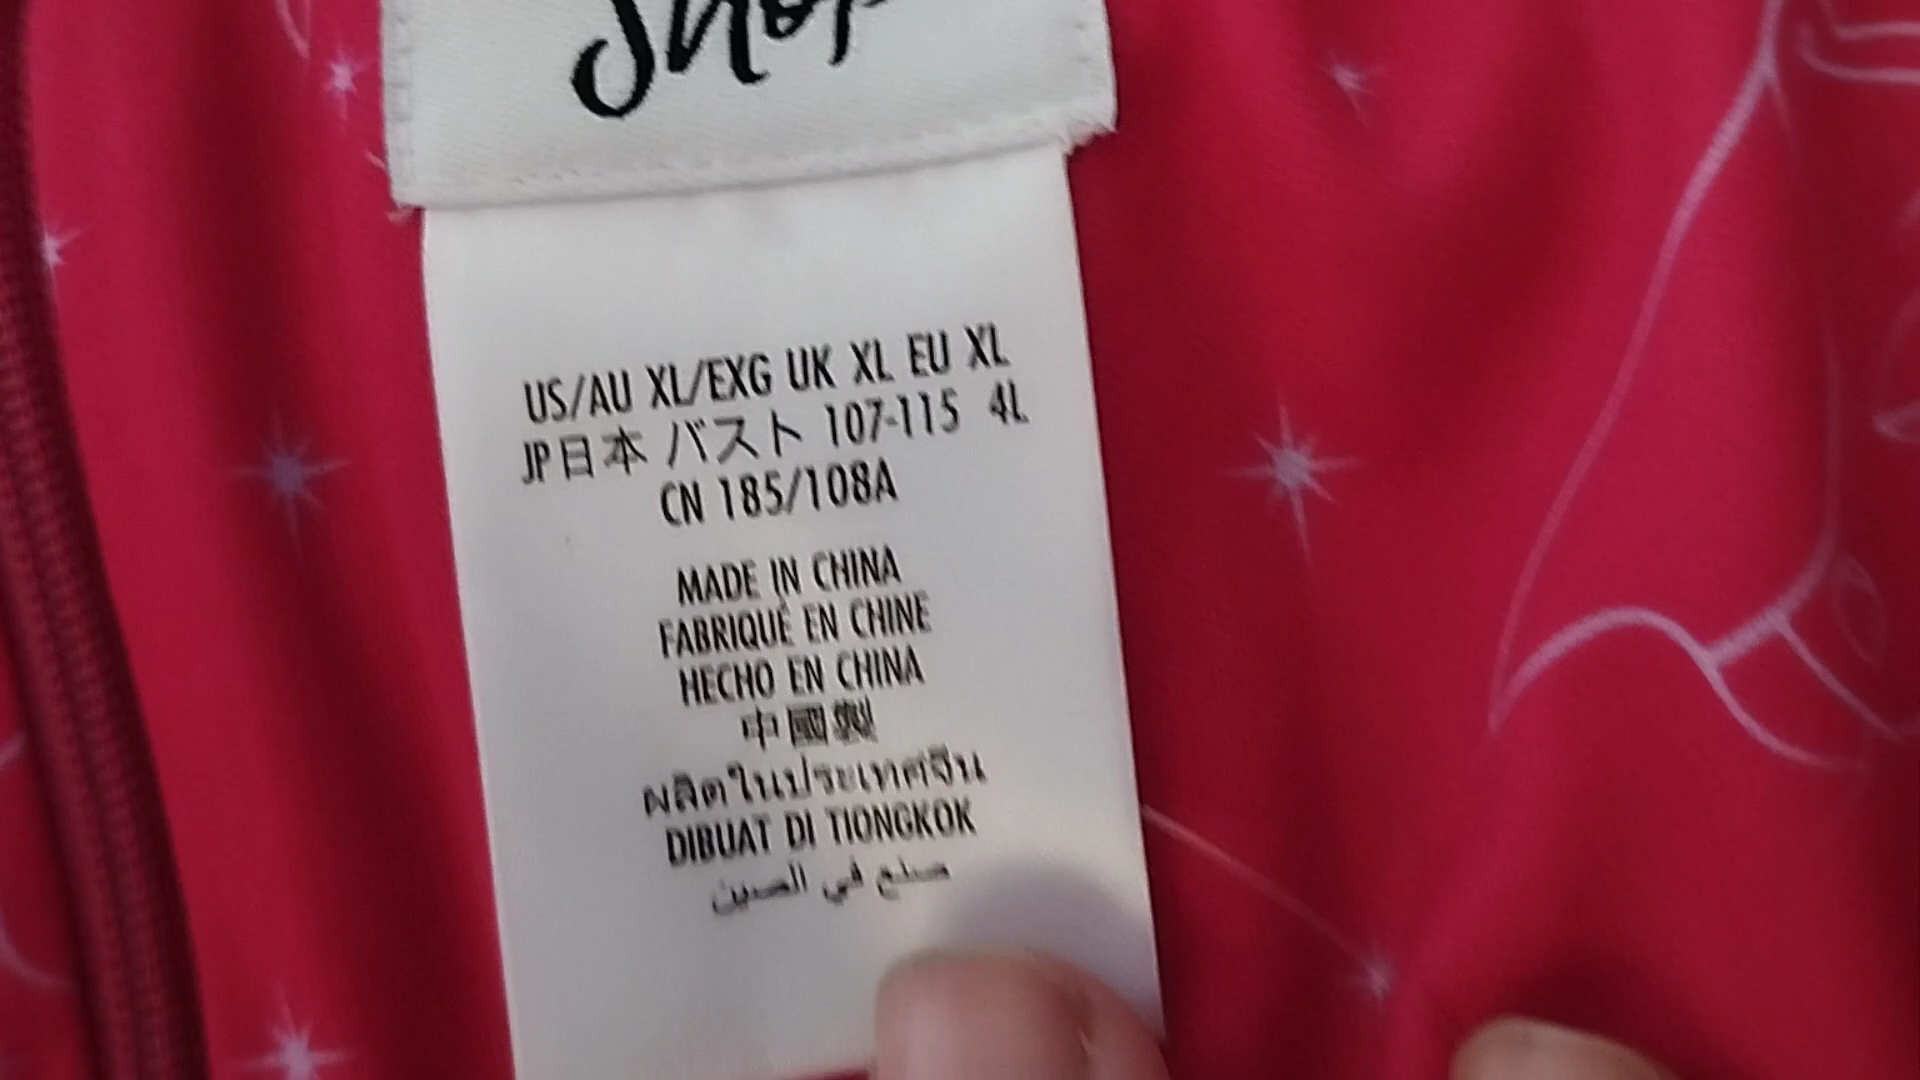 Shop
US/AU XL/EXG UK XL EU XL
JP日本 バスト 107-115 4L
CN 185/108A
MADE IN CHINA
FABRIQUÉ EN CHINE
HECHO EN CHINA
中國製
ผลิตในประเทศจีน
DIBUAT DI TIONGKOK
صنع في الصين